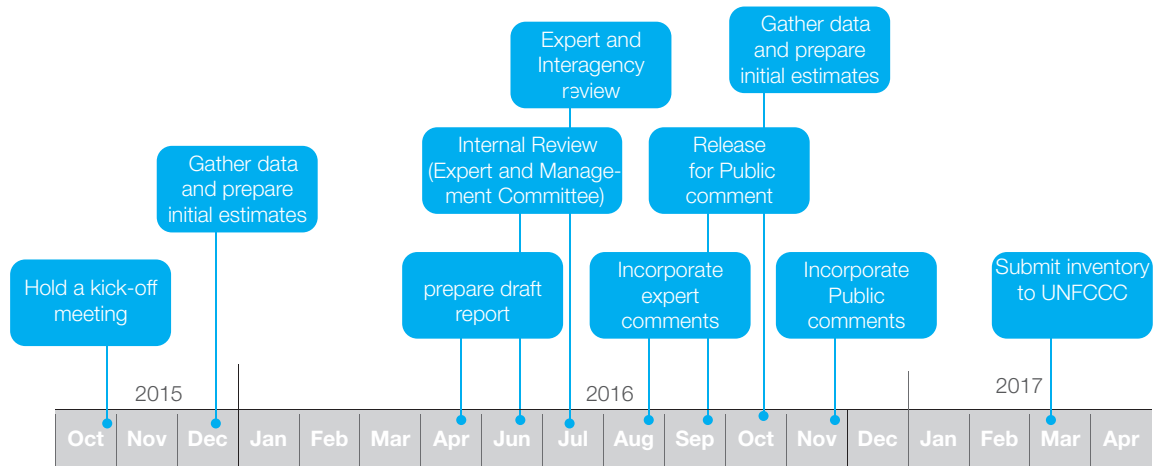 Expert and
Interagency
review
Gather data
and prepare
initial estimates
Gather data
and prepare
initial estimates
Internal Review
(Expert and Manage-
ment Committee)
Release
for Public
comment
Hold a kick-off
meeting
prepare draft
report
Incorporate
expert
comments
Incorporate
Public
comments
Submit inventory
to UNFCCC
2015
2016
2017
Oct Nov Dec Jan Feb Mar Apr Jun Jul Aug Sep Oct Nov Dec Jan Feb Mar Apr